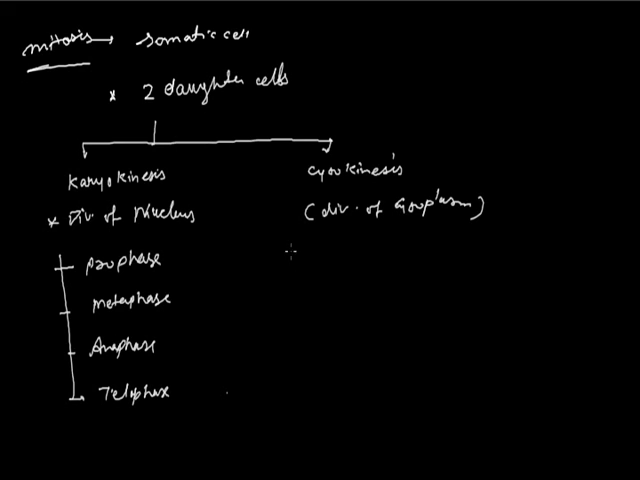 mitosis → somatic cell
* 2 daughter cells
Karyokinesis
cytokinesis
* Div. of Nucleus
(div. of cytoplasm)
prophase
metaphase
Anaphase
Telophase